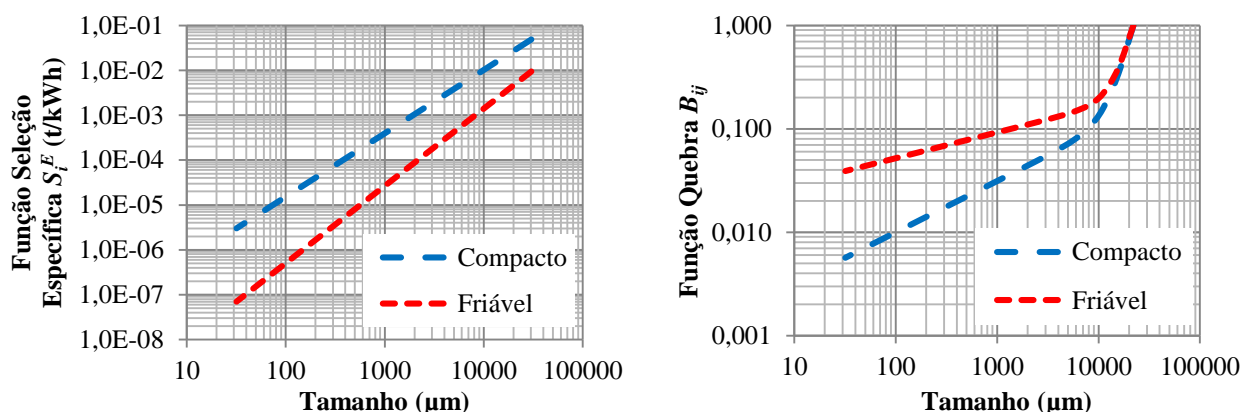 Função Seleção
Específica S_i^E (t/kWh)
1,0E-01
1,0E-02
1,0E-03
1,0E-04
1,0E-05
1,0E-06
1,0E-07
1,0E-08
Compacto
Friável
10 100 1000 10000 100000
Tamanho (µm)
Função Quebra B_ij
1,000
0,100
0,010
0,001
Compacto
Friável
10 100 1000 10000 100000
Tamanho (µm)